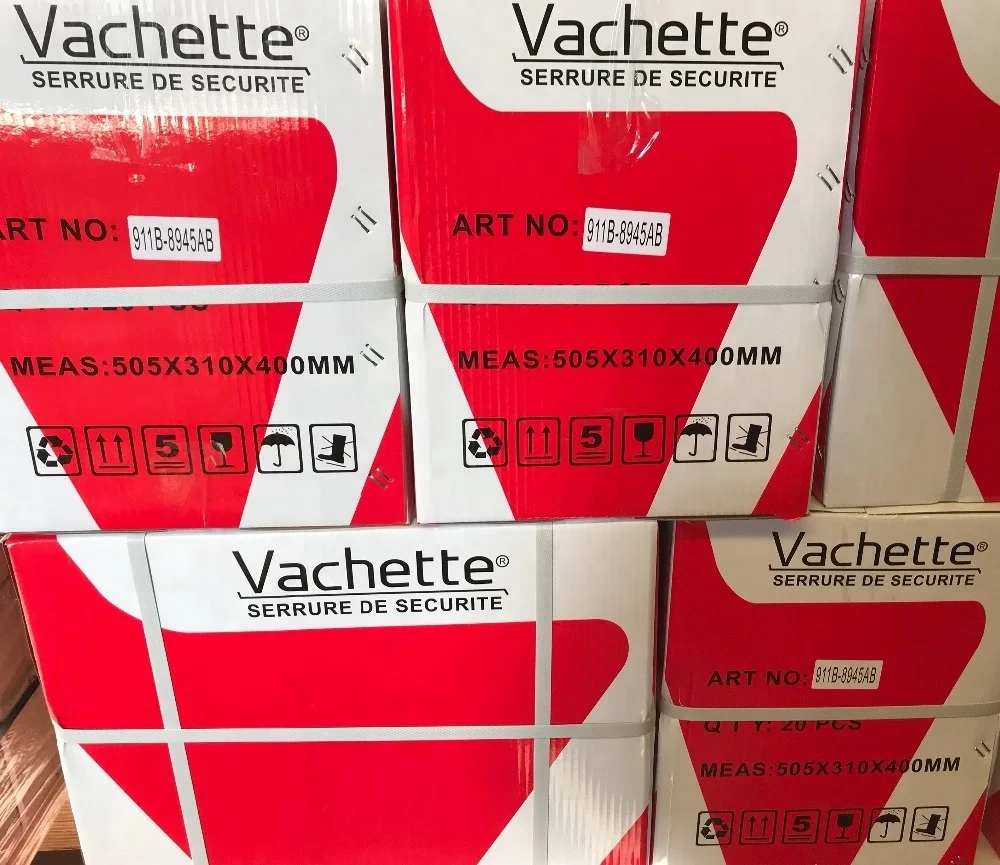 Vachette®
SERRURE DE SECURITE
ART NO: 911B-8945AB
MEAS:505X310X400MM
5
Vachette®
SERRURE DE SECURITE
ART NO: 911B-8945AB
MEAS:505X310X400MM
5
Vachette®
SERRURE DE SECURITE
Vachette®
SERRURE DE SECURITE
ART NO: 911B-8945AB
Q'TY: 20 PCS
MEAS:505X310X400MM
5